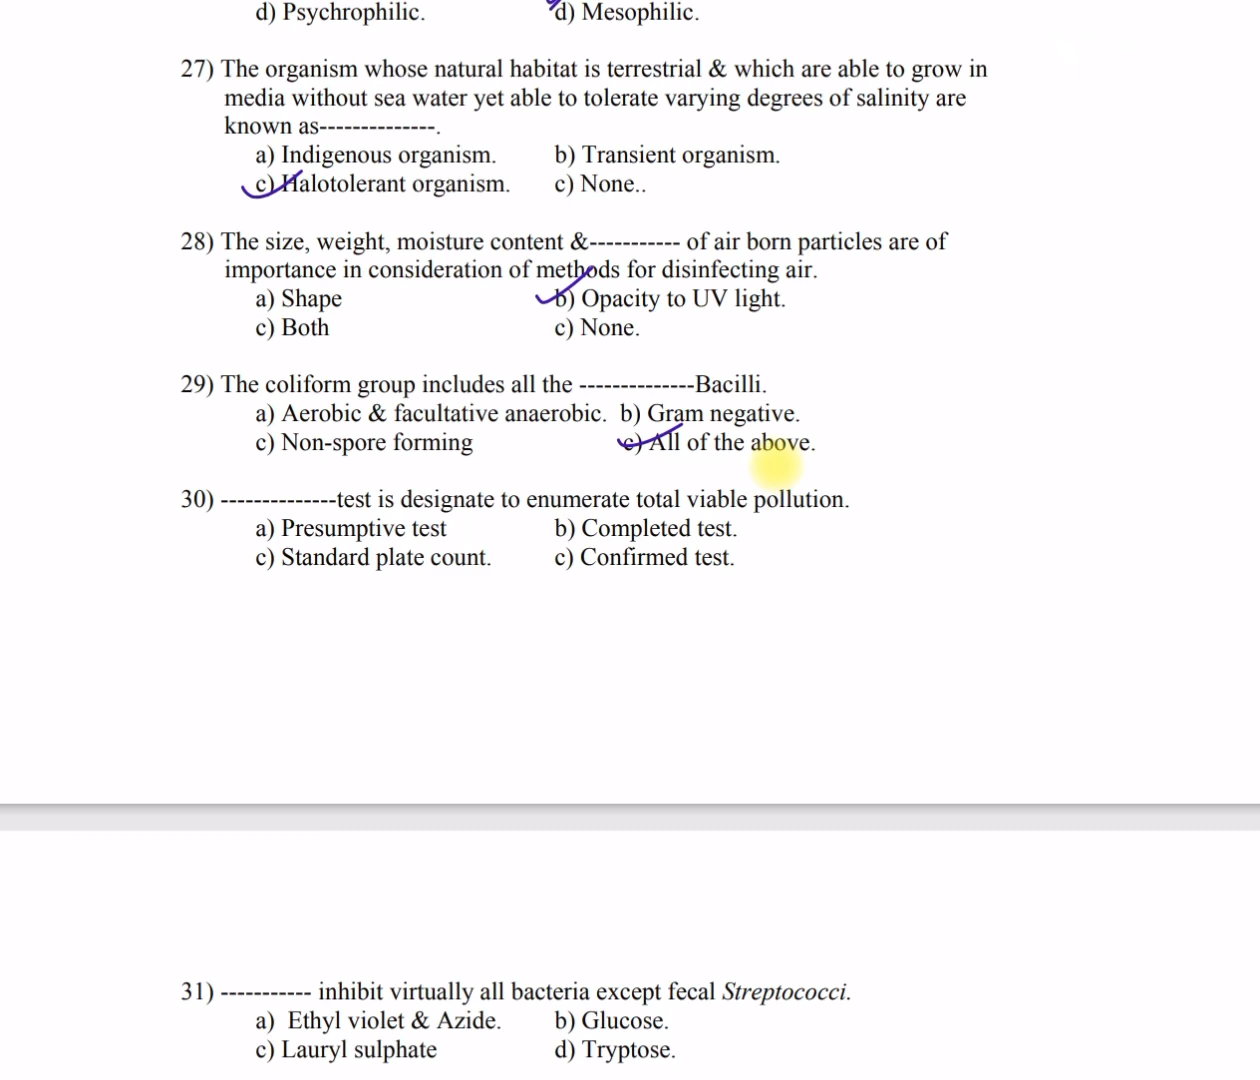 d) Psychrophilic. d) Mesophilic.
27) The organism whose natural habitat is terrestrial & which are able to grow in
media without sea water yet able to tolerate varying degrees of salinity are
known as--------------.
a) Indigenous organism. b) Transient organism.
c) Halotolerant organism. c) None..
28) The size, weight, moisture content &----------- of air born particles are of
importance in consideration of methods for disinfecting air.
a) Shape b) Opacity to UV light.
c) Both c) None.
29) The coliform group includes all the --------------Bacilli.
a) Aerobic & facultative anaerobic. b) Gram negative.
c) Non-spore forming c) All of the above.
30) --------------test is designate to enumerate total viable pollution.
a) Presumptive test b) Completed test.
c) Standard plate count. c) Confirmed test.
31) ----------- inhibit virtually all bacteria except fecal Streptococci.
a) Ethyl violet & Azide. b) Glucose.
c) Lauryl sulphate d) Tryptose.